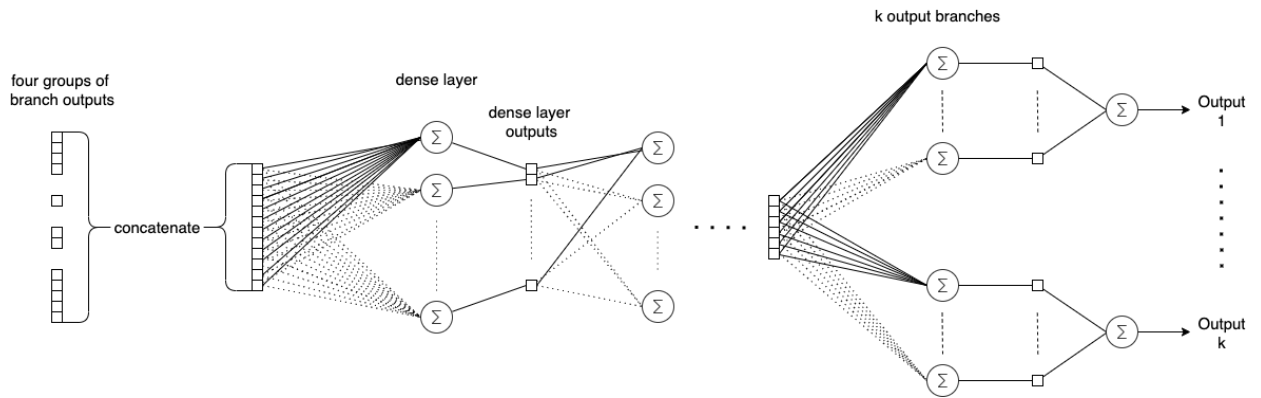 k output branches
four groups of
branch outputs
dense layer
dense layer
outputs
concatenate
Σ
Σ
Σ
Σ
Σ
Σ
Σ
Σ
Σ
Σ
Σ
Σ
Output
1
Output
k